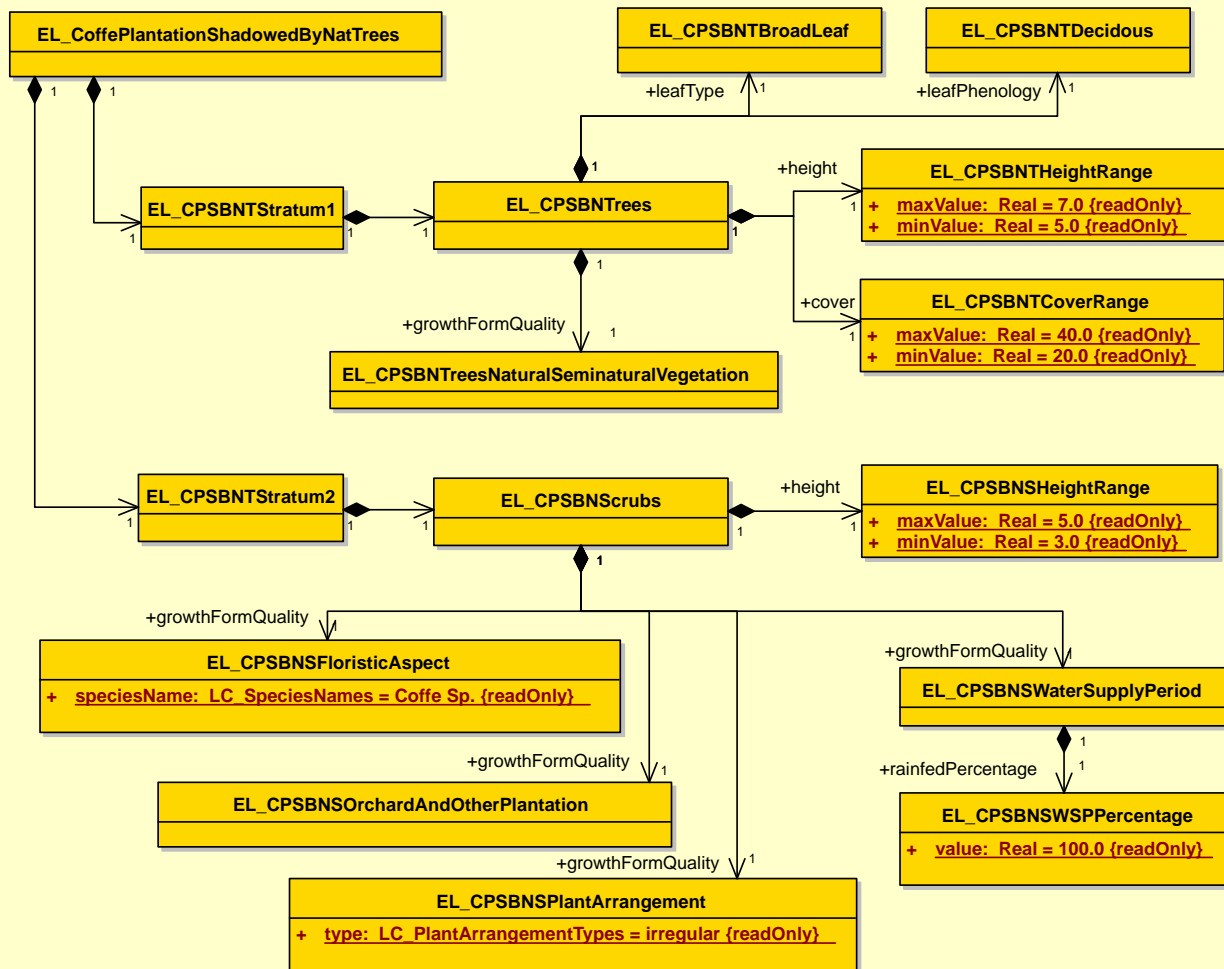 EL_CoffePlantationShadowedByNatTrees
EL_CPSBNTBroadLeaf
EL_CPSBNTDecidous
1
1
+leafType
1
+leafPhenology
1
1
EL_CPSBNTStratum1
1
1
EL_CPSBNTrees
1
1
1
+height
1
EL_CPSBNTHeightRange
+ maxValue: Real = 7.0 {readOnly}
+ minValue: Real = 5.0 {readOnly}
+cover
1
EL_CPSBNTCoverRange
+ maxValue: Real = 40.0 {readOnly}
+ minValue: Real = 20.0 {readOnly}
+growthFormQuality
1
EL_CPSBNTreesNaturalSeminaturalVegetation
1
EL_CPSBNTStratum2
1
1
EL_CPSBNScrubs
1
1
+height
1
EL_CPSBNSHeightRange
+ maxValue: Real = 5.0 {readOnly}
+ minValue: Real = 3.0 {readOnly}
+growthFormQuality
1
EL_CPSBNSFloristicAspect
+ speciesName: LC_SpeciesNames = Coffe Sp. {readOnly}
+growthFormQuality
1
EL_CPSBNSWaterSupplyPeriod
1
+rainfedPercentage
1
EL_CPSBNSWSPPercentage
+ value: Real = 100.0 {readOnly}
+growthFormQuality
1
EL_CPSBNSOrchardAndOtherPlantation
+growthFormQuality
1
EL_CPSBNSPlantArrangement
+ type: LC_PlantArrangementTypes = irregular {readOnly}